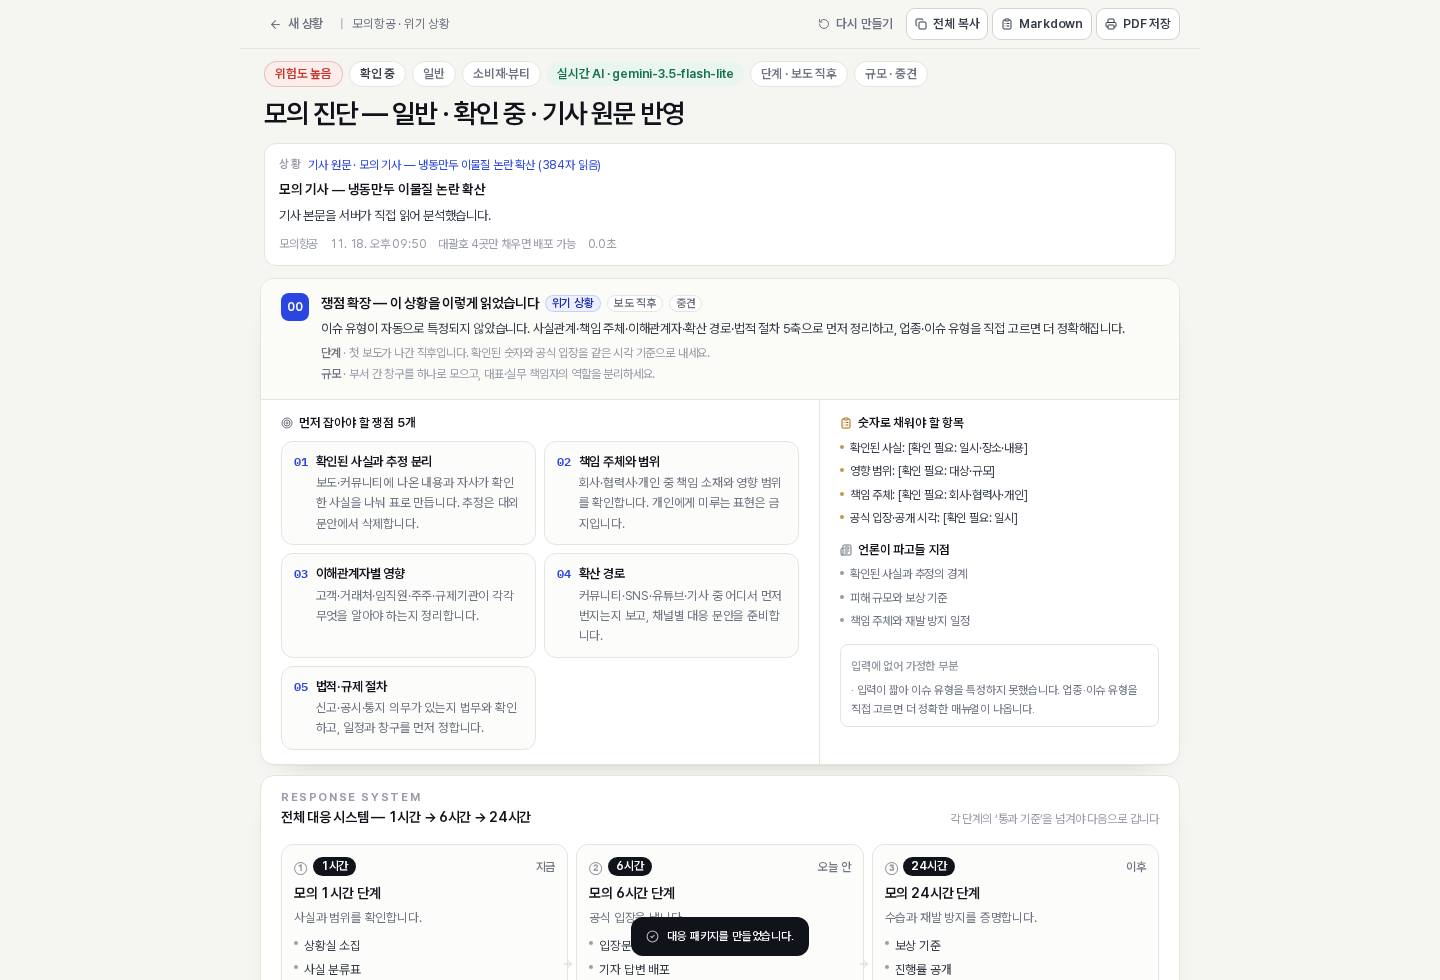 새 상황 | 모의항공 · 위기 상황
다시 만들기 전체 복사 Markdown PDF 저장
위험도 높음 확인 중 일반 소비재·뷰티 실시간 AI · gemini-3.5-flash-lite 단계 · 보도 직후 규모 · 중견
모의 진단 — 일반 · 확인 중 · 기사 원문 반영
상황 기사 원문 · 모의 기사 — 냉동만두 이물질 논란 확산 (384자 읽음)
모의 기사 — 냉동만두 이물질 논란 확산
기사 본문을 서버가 직접 읽어 분석했습니다.
모의항공 11. 18. 오후 09:50 대괄호 4곳만 채우면 배포 가능 0.0초
00 쟁점 확장 — 이 상황을 이렇게 읽었습니다 위기 상황 보도 직후 중견
이슈 유형이 자동으로 특정되지 않았습니다. 사실관계·책임 주체·이해관계자·확산 경로·법적 절차 5축으로 먼저 정리하고, 업종·이슈 유형을 직접 고르면 더 정확해집니다.
단계 · 첫 보도가 나간 직후입니다. 확인된 숫자와 공식 입장을 같은 시각 기준으로 내세요.
규모 · 부서 간 창구를 하나로 모으고, 대표·실무 책임자의 역할을 분리하세요.
먼저 잡아야 할 쟁점 5개
01 확인된 사실과 추정 분리
보도·커뮤니티에 나온 내용과 자사가 확인
한 사실을 나눠 표로 만듭니다. 추정은 대외
문안에서 삭제합니다.
02 책임 주체와 범위
회사·협력사·개인 중 책임 소재와 영향 범위
를 확인합니다. 개인에게 미루는 표현은 금
지입니다.
03 이해관계자별 영향
고객·거래처·임직원·주주·규제기관이 각각
무엇을 알아야 하는지 정리합니다.
04 확산 경로
커뮤니티·SNS·유튜브·기사 중 어디서 먼저
번지는지 보고, 채널별 대응 문안을 준비합
니다.
05 법적·규제 절차
신고·공시·통지 의무가 있는지 법무와 확인
하고, 일정과 창구를 먼저 정합니다.
숫자로 채워야 할 항목
확인된 사실: [확인 필요: 일시·장소·내용]
영향 범위: [확인 필요: 대상·규모]
책임 주체: [확인 필요: 회사·협력사·개인]
공식 입장·공개 시각: [확인 필요: 일시]
언론이 파고들 지점
확인된 사실과 추정의 경계
피해 규모와 보상 기준
책임 주체와 재발 방지 일정
입력에 없어 가정한 부분
· 입력이 짧아 이슈 유형을 특정하지 못했습니다. 업종·이슈 유형을
직접 고르면 더 정확한 매뉴얼이 나옵니다.
RESPONSE SYSTEM
전체 대응 시스템 — 1시간 → 6시간 → 24시간
각 단계의 '통과 기준'을 넘겨야 다음으로 갑니다
1 1시간 지금
모의 1시간 단계
사실과 범위를 확인합니다.
상황실 소집
사실 분류표
2 6시간 오늘 안
모의 6시간 단계
공식 입장을
입장문
기자 답변 배포
3 24시간 이후
모의 24시간 단계
수습과 재발 방지를 증명합니다.
보상 기준
진행률 공개
대응 패키지를 만들었습니다.